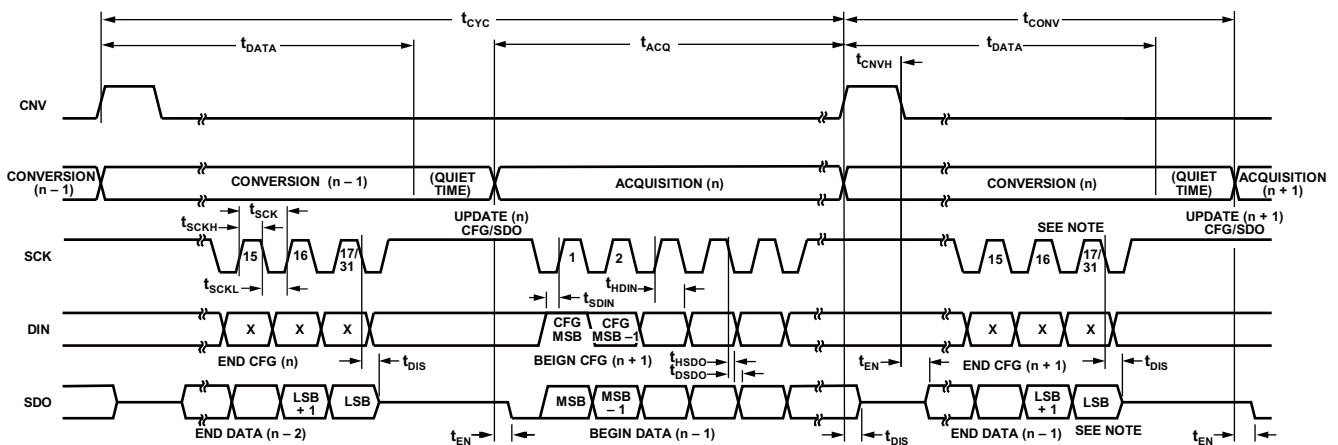 tCYC tCONV
tDATA tACQ tDATA
tCNVH
CNV
CONVERSION (n – 1) CONVERSION (n – 1) (QUIET TIME) ACQUISITION (n) CONVERSION (n) (QUIET TIME) ACQUISITION (n + 1)
tSCK UPDATE (n) CFG/SDO SEE NOTE UPDATE (n + 1) CFG/SDO
tSCKH
SCK 15 16 17/31 1 2 15 16 17/31
tSCKL tSDIN tHDIN
DIN X X X CFG MSB CFG MSB –1 X X X
END CFG (n) tDIS BEIGN CFG (n + 1) tHSDO tEN END CFG (n + 1) tDIS
tDSDO
SDO LSB + 1 LSB MSB MSB –1 LSB + 1 LSB
END DATA (n – 2) tEN BEGIN DATA (n – 1) tDIS END DATA (n – 1) SEE NOTE tEN